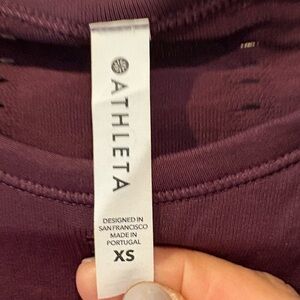 ATHLETA
DESIGNED IN
SAN FRANCISCO
MADE IN
PORTUGAL
XS